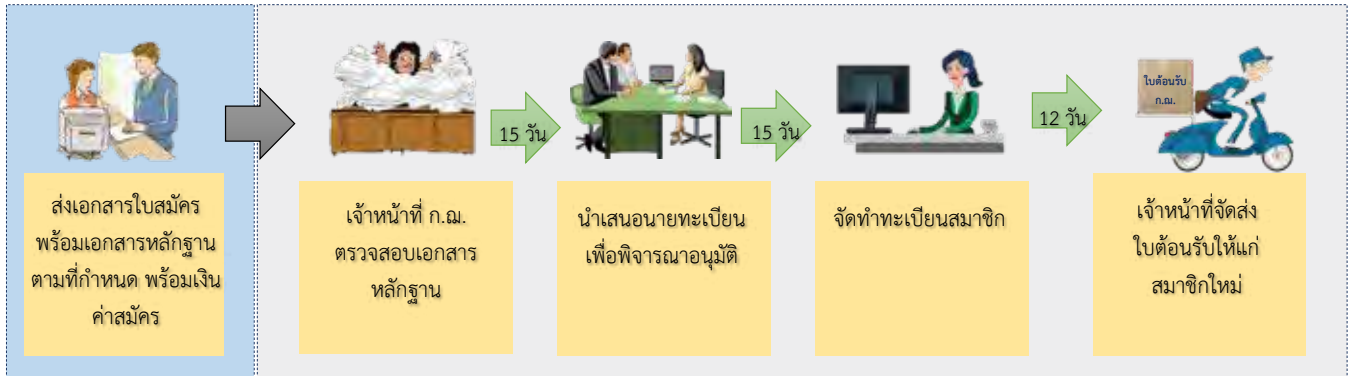 ส่งเอกสารใบสมัคร
พร้อมเอกสารหลักฐาน
ตามที่กำหนด พร้อมเงิน
ค่าสมัคร
เจ้าหน้าที่ ก.ฌ.
ตรวจสอบเอกสาร
หลักฐาน
15 วัน
นำเสนอนายทะเบียน
เพื่อพิจารณาอนุมัติ
15 วัน
จัดทำทะเบียนสมาชิก
12 วัน
ใบต้อนรับ
ก.ฌ.
เจ้าหน้าที่จัดส่ง
ใบต้อนรับให้แก่
สมาชิกใหม่